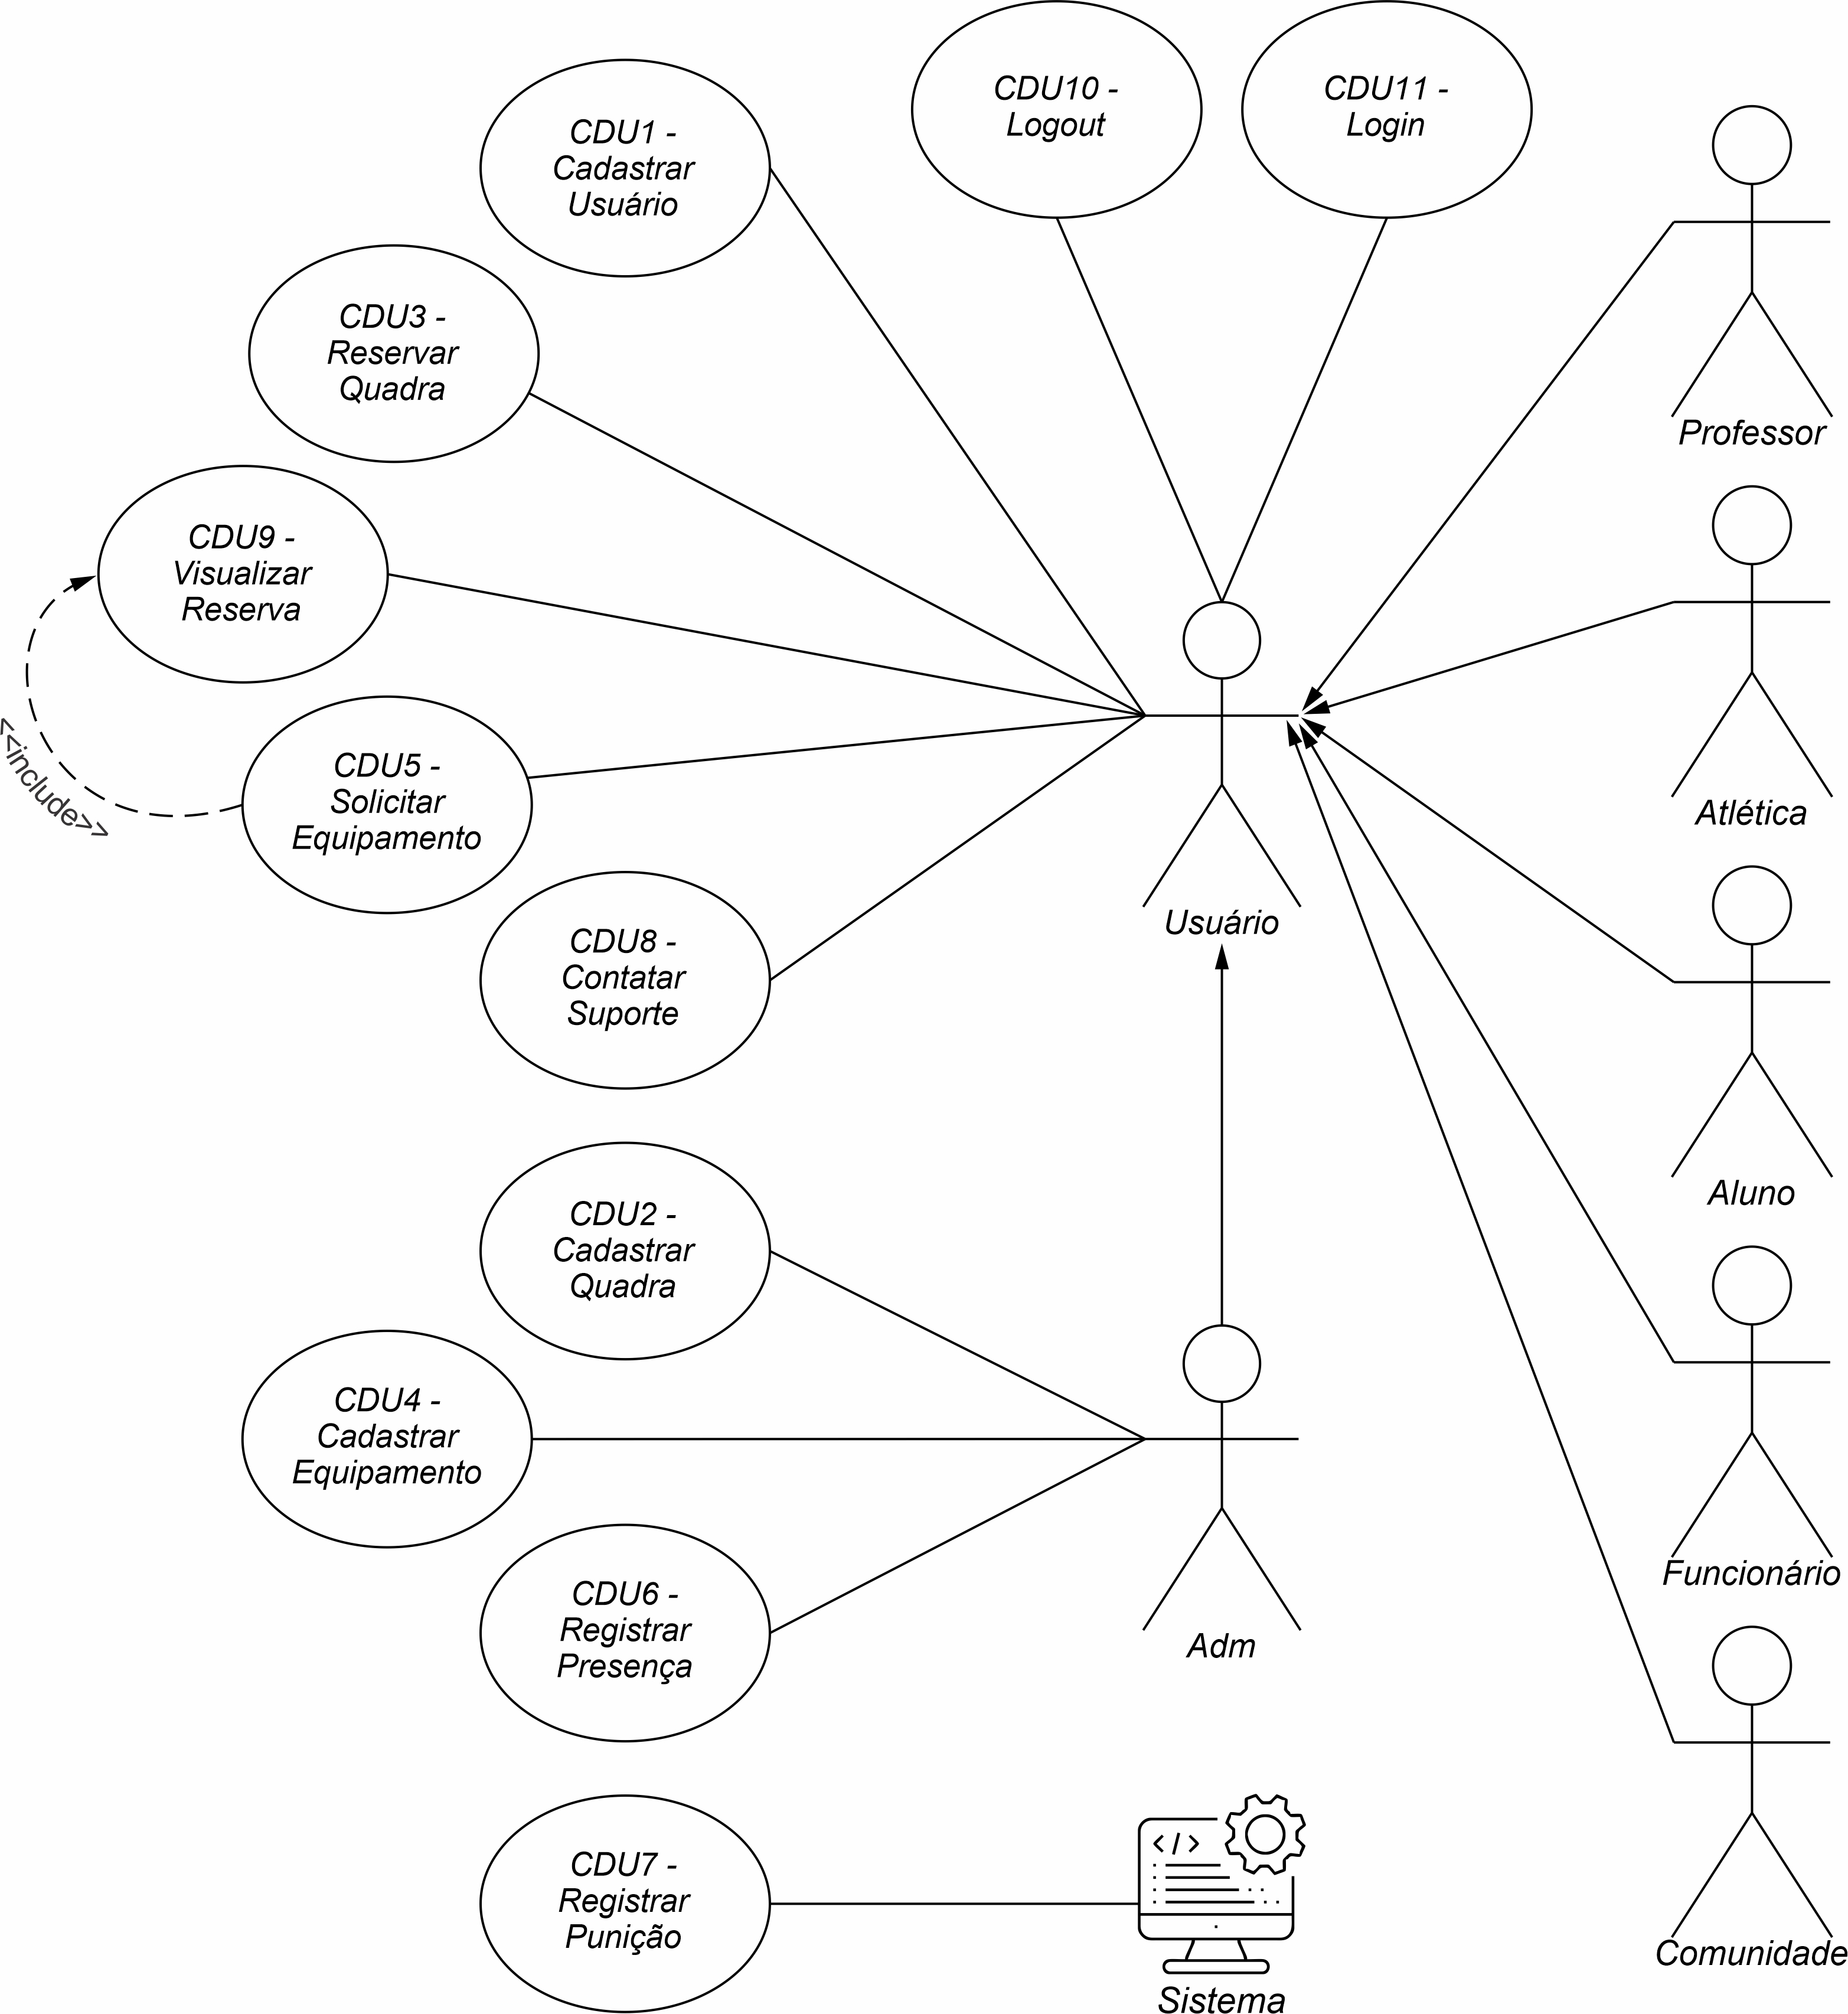 CDU10 -
Logout
CDU11 -
Login
CDU1 -
Cadastrar
Usuário
CDU3 -
Reservar
Quadra
Professor
CDU9 -
Visualizar
Reserva
<<include>>
CDU5 -
Solicitar
Equipamento
Atlética
Usuário
CDU8 -
Contatar
Suporte
Aluno
CDU2 -
Cadastrar
Quadra
CDU4 -
Cadastrar
Equipamento
Funcionário
CDU6 -
Registrar
Presença
Adm
CDU7 -
Registrar
Punição
</>
Sistema
Comunidade